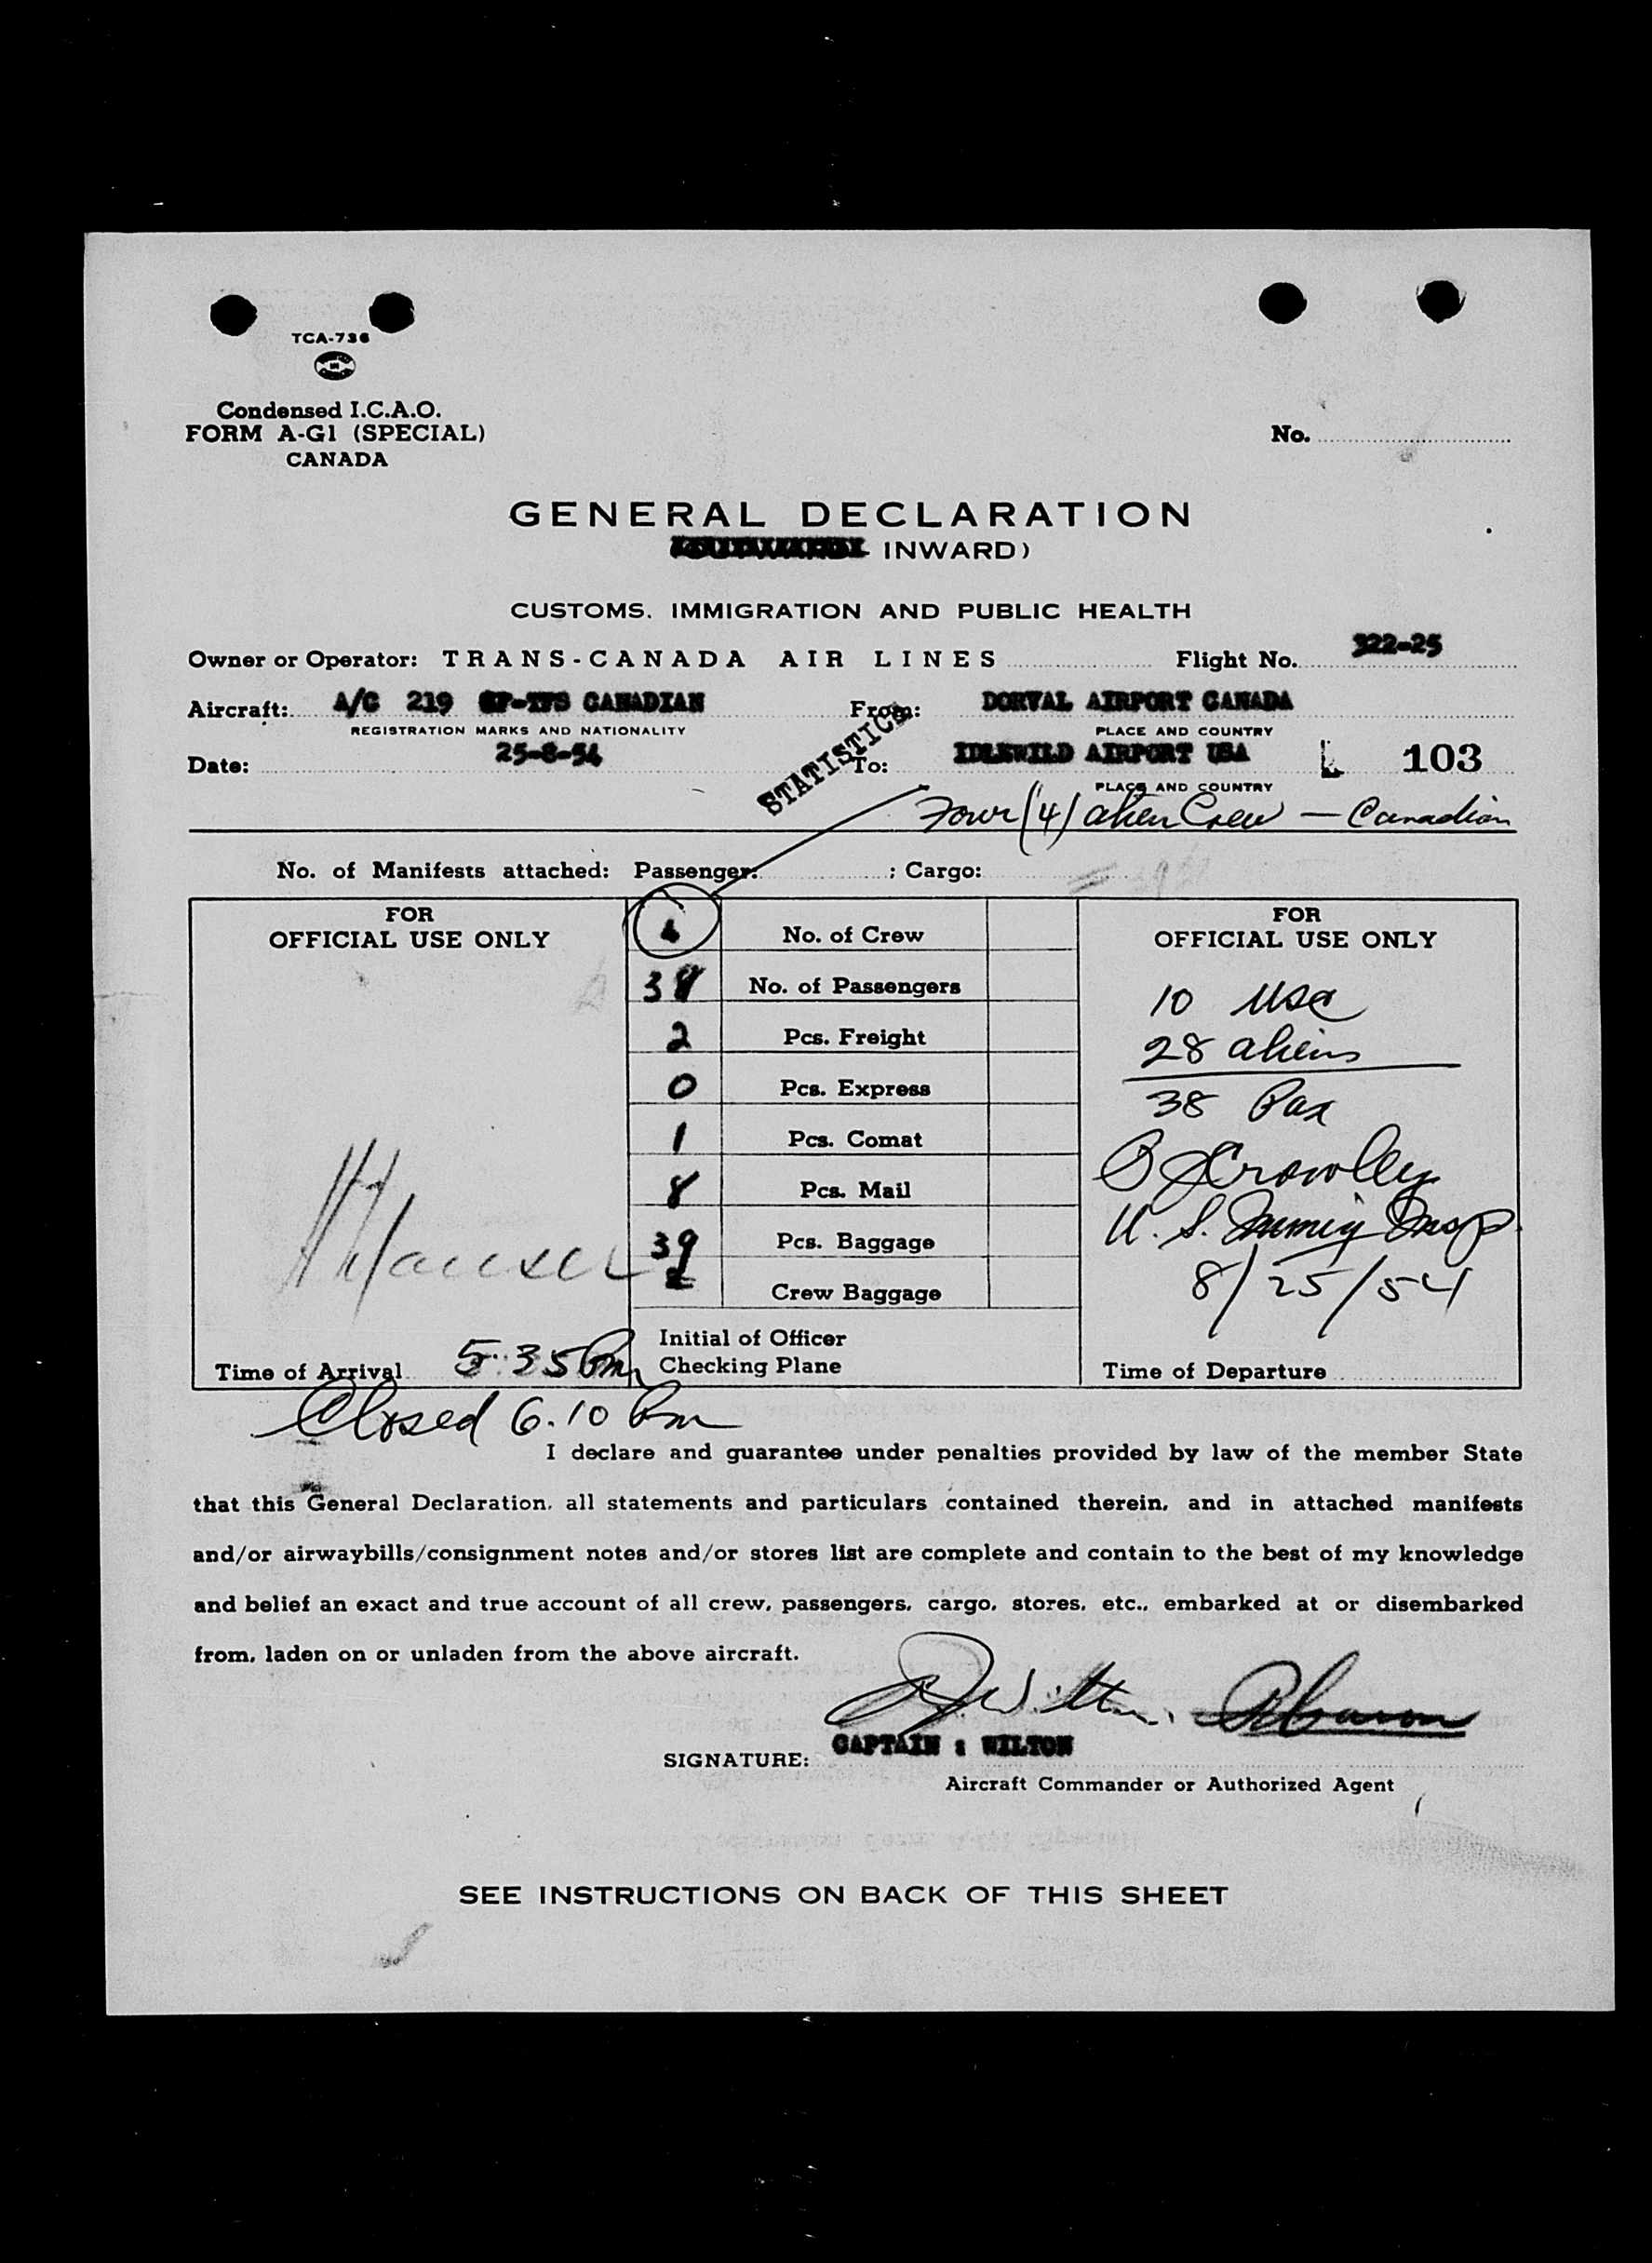 TCA-736
Condensed I.C.A.O.
FORM A-G1 (SPECIAL)
CANADA
No.
GENERAL DECLARATION
INWARD)
CUSTOMS, IMMIGRATION AND PUBLIC HEALTH
Owner or Operator: TRANS-CANADA AIR LINES Flight No. 322-25
Aircraft: A/C 219 CF-TFS CANADIAN From: DORVAL AIRPORT CANADA
REGISTRATION MARKS AND NATIONALITY PLACE AND COUNTRY
Date: 25-8-54 To: IDLEWILD AIRPORT USA L 103
PLACE AND COUNTRY
STATISTICS
Four (4) alien Crew — Canadian
No. of Manifests attached: Passenger: ; Cargo:
FOR OFFICIAL USE ONLY
4 No. of Crew
38 No. of Passengers
2 Pcs. Freight
0 Pcs. Express
1 Pcs. Comat
8 Pcs. Mail
39 Pcs. Baggage
2 Crew Baggage
Initial of Officer
Checking Plane
Time of Arrival 5:35 Pm
Closed 6.10 Pm
FOR OFFICIAL USE ONLY
10 USC
28 aliens
38 Pax
B J Crowley
U. S. Immig Insp.
8/25/54
Time of Departure
I declare and guarantee under penalties provided by law of the member State
that this General Declaration, all statements and particulars contained therein, and in attached manifests
and/or airwaybills/consignment notes and/or stores list are complete and contain to the best of my knowledge
and belief an exact and true account of all crew, passengers, cargo, stores, etc., embarked at or disembarked
from, laden on or unladen from the above aircraft.
SIGNATURE: CAPTAIN : WILTON
Aircraft Commander or Authorized Agent
SEE INSTRUCTIONS ON BACK OF THIS SHEET